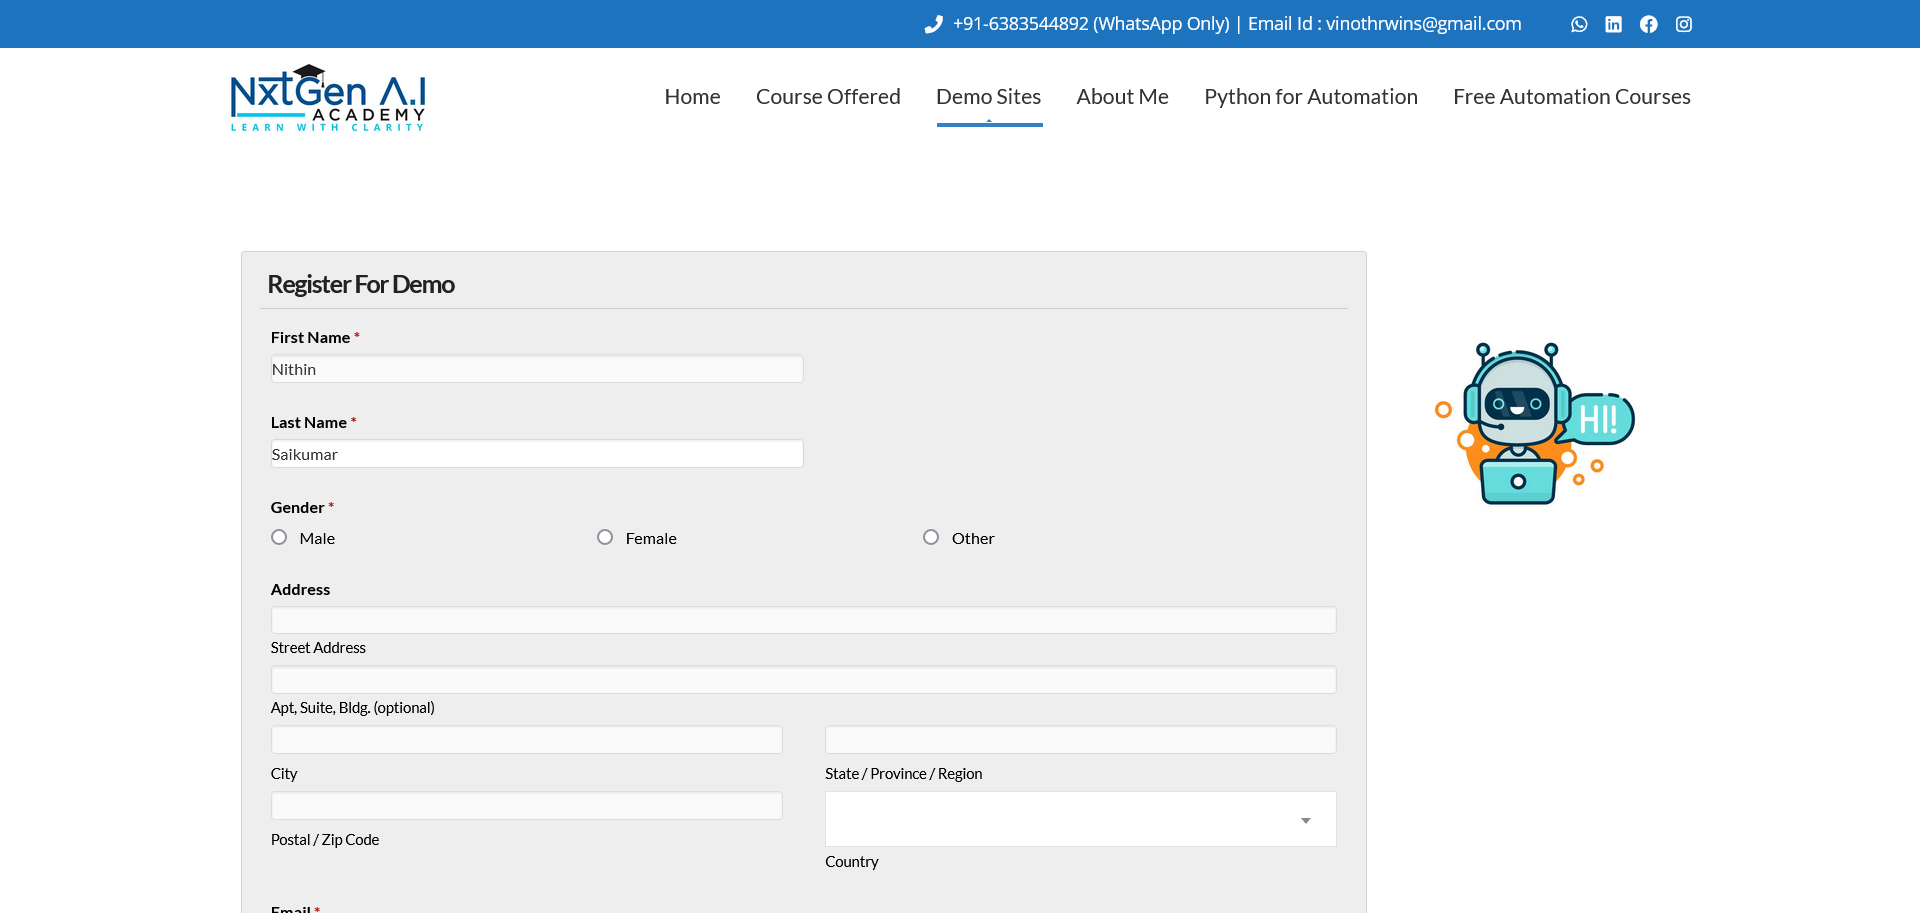 +91-6383544892 (WhatsApp Only) | Email Id : vinothrwins@gmail.com
NxtGen A.I
ACADEMY
LEARN WITH CLARITY
Home Course Offered Demo Sites About Me Python for Automation Free Automation Courses
Register For Demo
First Name *
Nithin
Last Name *
Saikumar
HI!
Gender *
Male Female Other
Address
Street Address
Apt, Suite, Bldg. (optional)
City State / Province / Region
Postal / Zip Code
Country
Email *